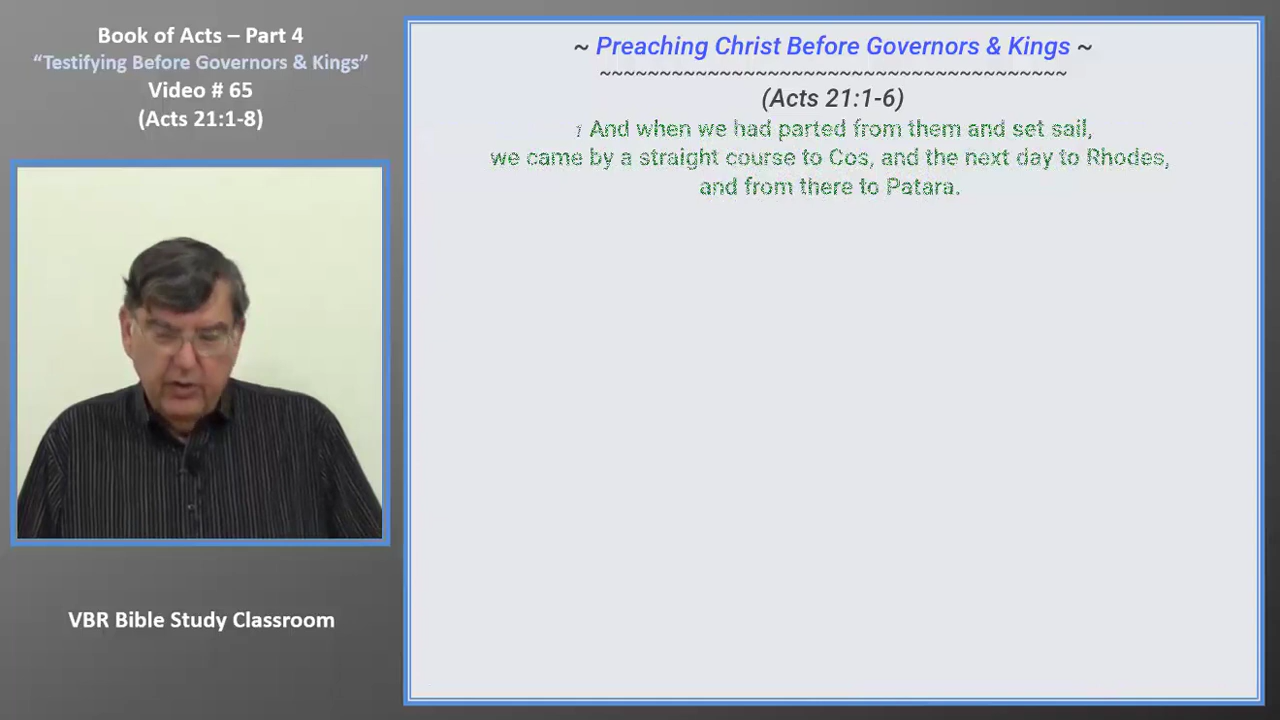 Book of Acts – Part 4
“Testifying Before Governors & Kings”
Video # 65
(Acts 21:1-8)
VBR Bible Study Classroom
~ Preaching Christ Before Governors & Kings ~
~~~~~~~~~~~~~~~~~~~~~~~~~~~~~~~~~~~~~~~
(Acts 21:1-6)
1 And when we had parted from them and set sail,
we came by a straight course to Cos, and the next day to Rhodes,
and from there to Patara.